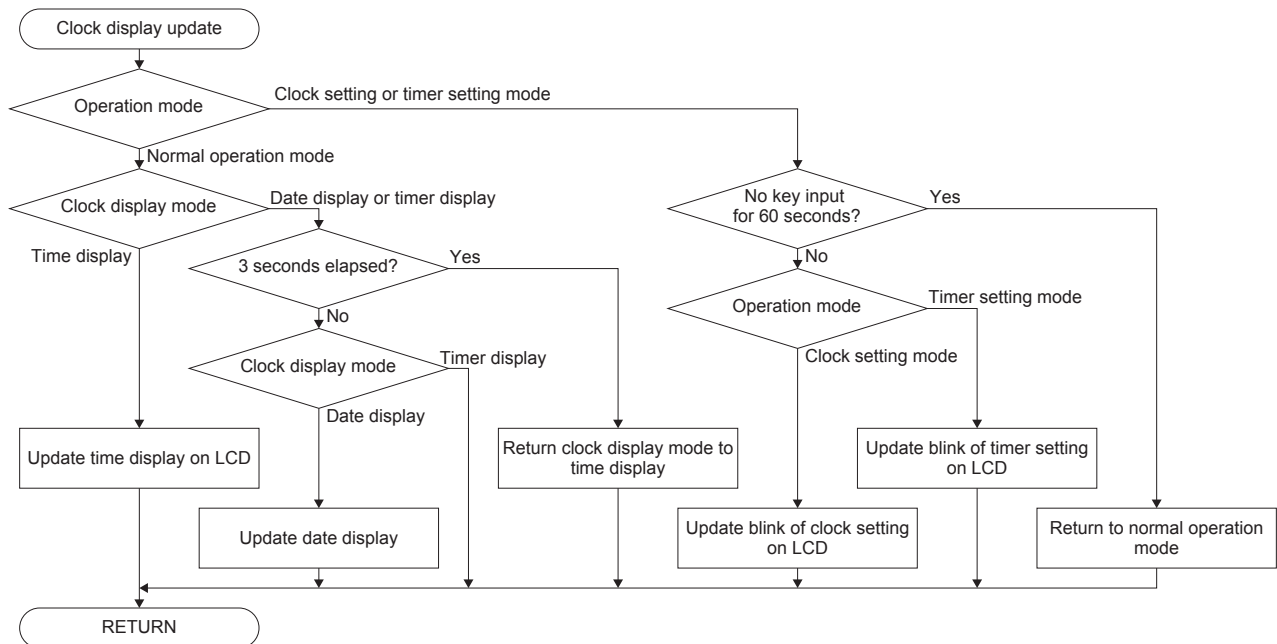 Clock display update
Operation mode
Clock setting or timer setting mode
Normal operation mode
Clock display mode
Date display or timer display
No key input
for 60 seconds?
Yes
Time display
3 seconds elapsed?
Yes
No
Operation mode
Timer setting mode
No
Clock display mode
Timer display
Clock setting mode
Date display
Update time display on LCD
Return clock display mode to
time display
Update blink of timer setting
on LCD
Update date display
Update blink of clock setting
on LCD
Return to normal operation
mode
RETURN